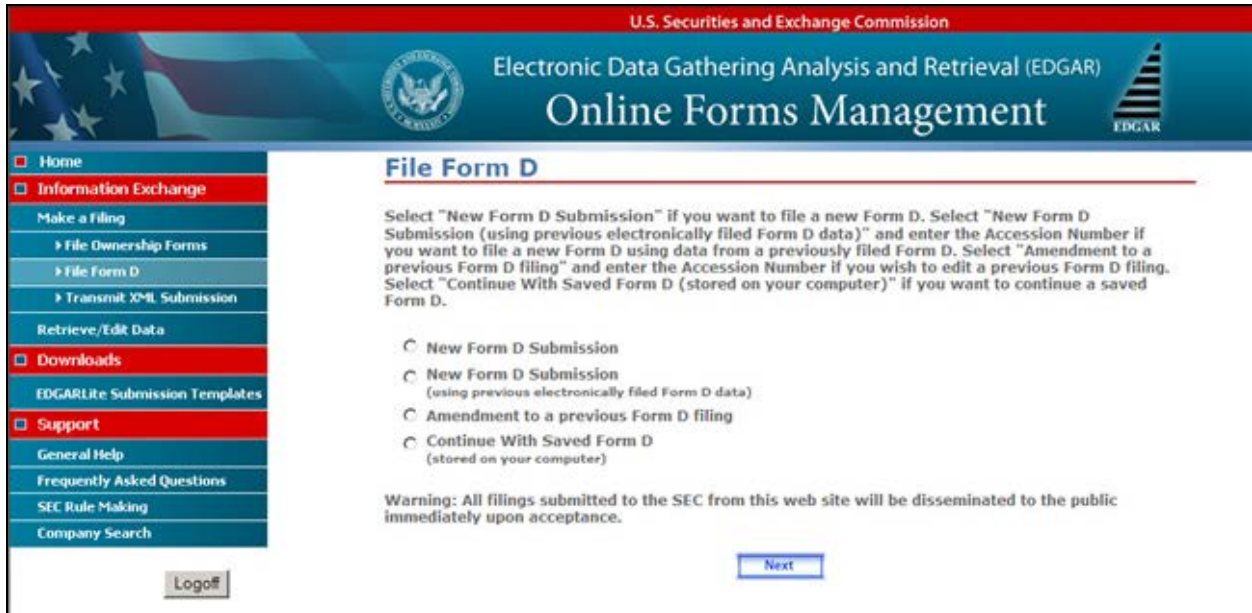 U.S. Securities and Exchange Commission
Electronic Data Gathering Analysis and Retrieval (EDGAR)
Online Forms Management
EDGAR
Home
Information Exchange
Make a Filing
File Ownership Forms
File Form D
Transmit XML Submission
Retrieve/Edit Data
Downloads
EDGARLite Submission Templates
Support
General Help
Frequently Asked Questions
SEC Rule Making
Company Search
Logoff
File Form D
Select "New Form D Submission" if you want to file a new Form D. Select "New Form D
Submission (using previous electronically filed Form D data)" and enter the Accession Number if
you want to file a new Form D using data from a previously filed Form D. Select "Amendment to a
previous Form D filing" and enter the Accession Number if you wish to edit a previous Form D filing.
Select "Continue With Saved Form D (stored on your computer)" if you want to continue a saved
Form D.
New Form D Submission
New Form D Submission
(using previous electronically filed Form D data)
Amendment to a previous Form D filing
Continue With Saved Form D
(stored on your computer)
Warning: All filings submitted to the SEC from this web site will be disseminated to the public
immediately upon acceptance.
Next